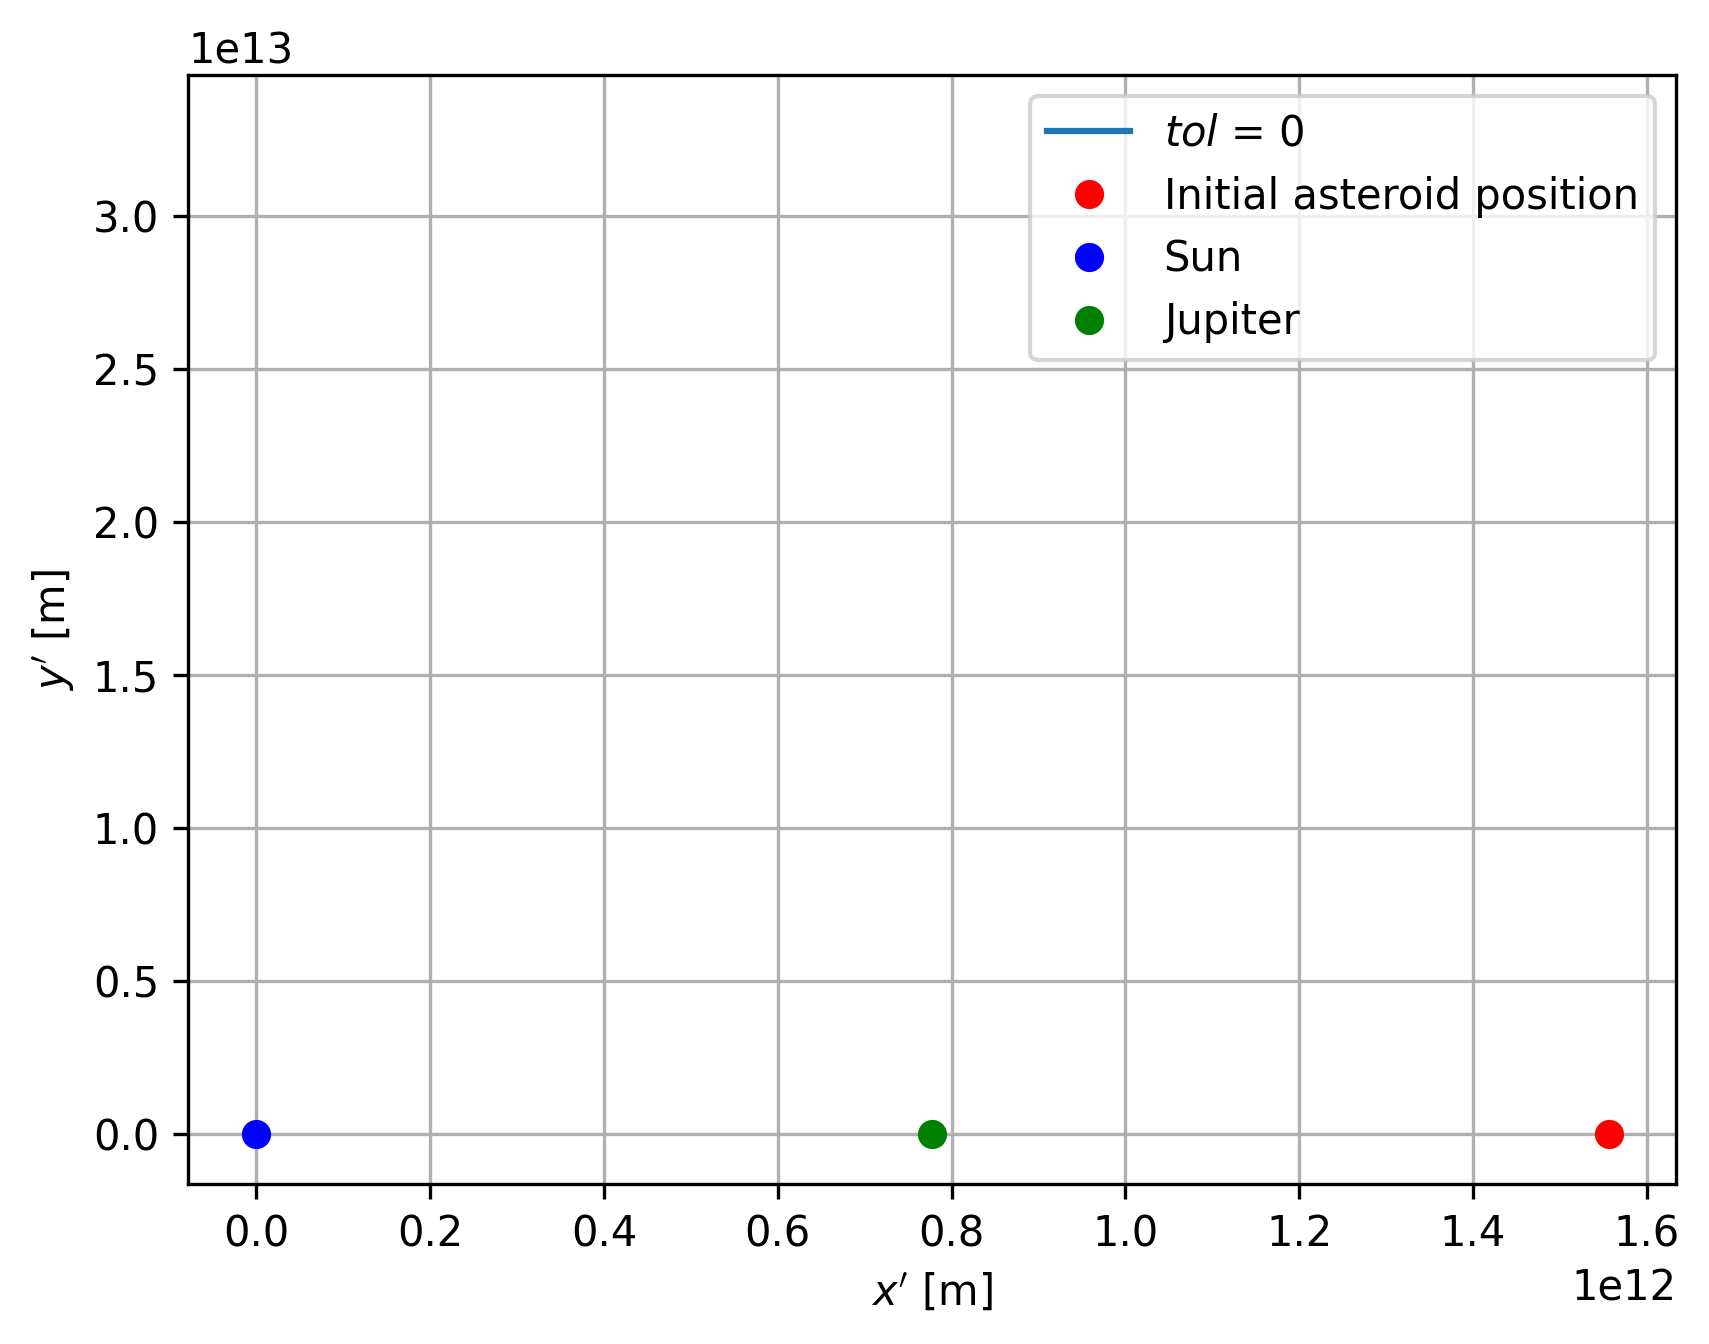 1e13
tol = 0
Initial asteroid position
Sun
Jupiter
3.0
2.5
2.0
1.5
1.0
0.5
0.0
y′ [m]
0.0 0.2 0.4 0.6 0.8 1.0 1.2 1.4 1.6
x′ [m]
1e12